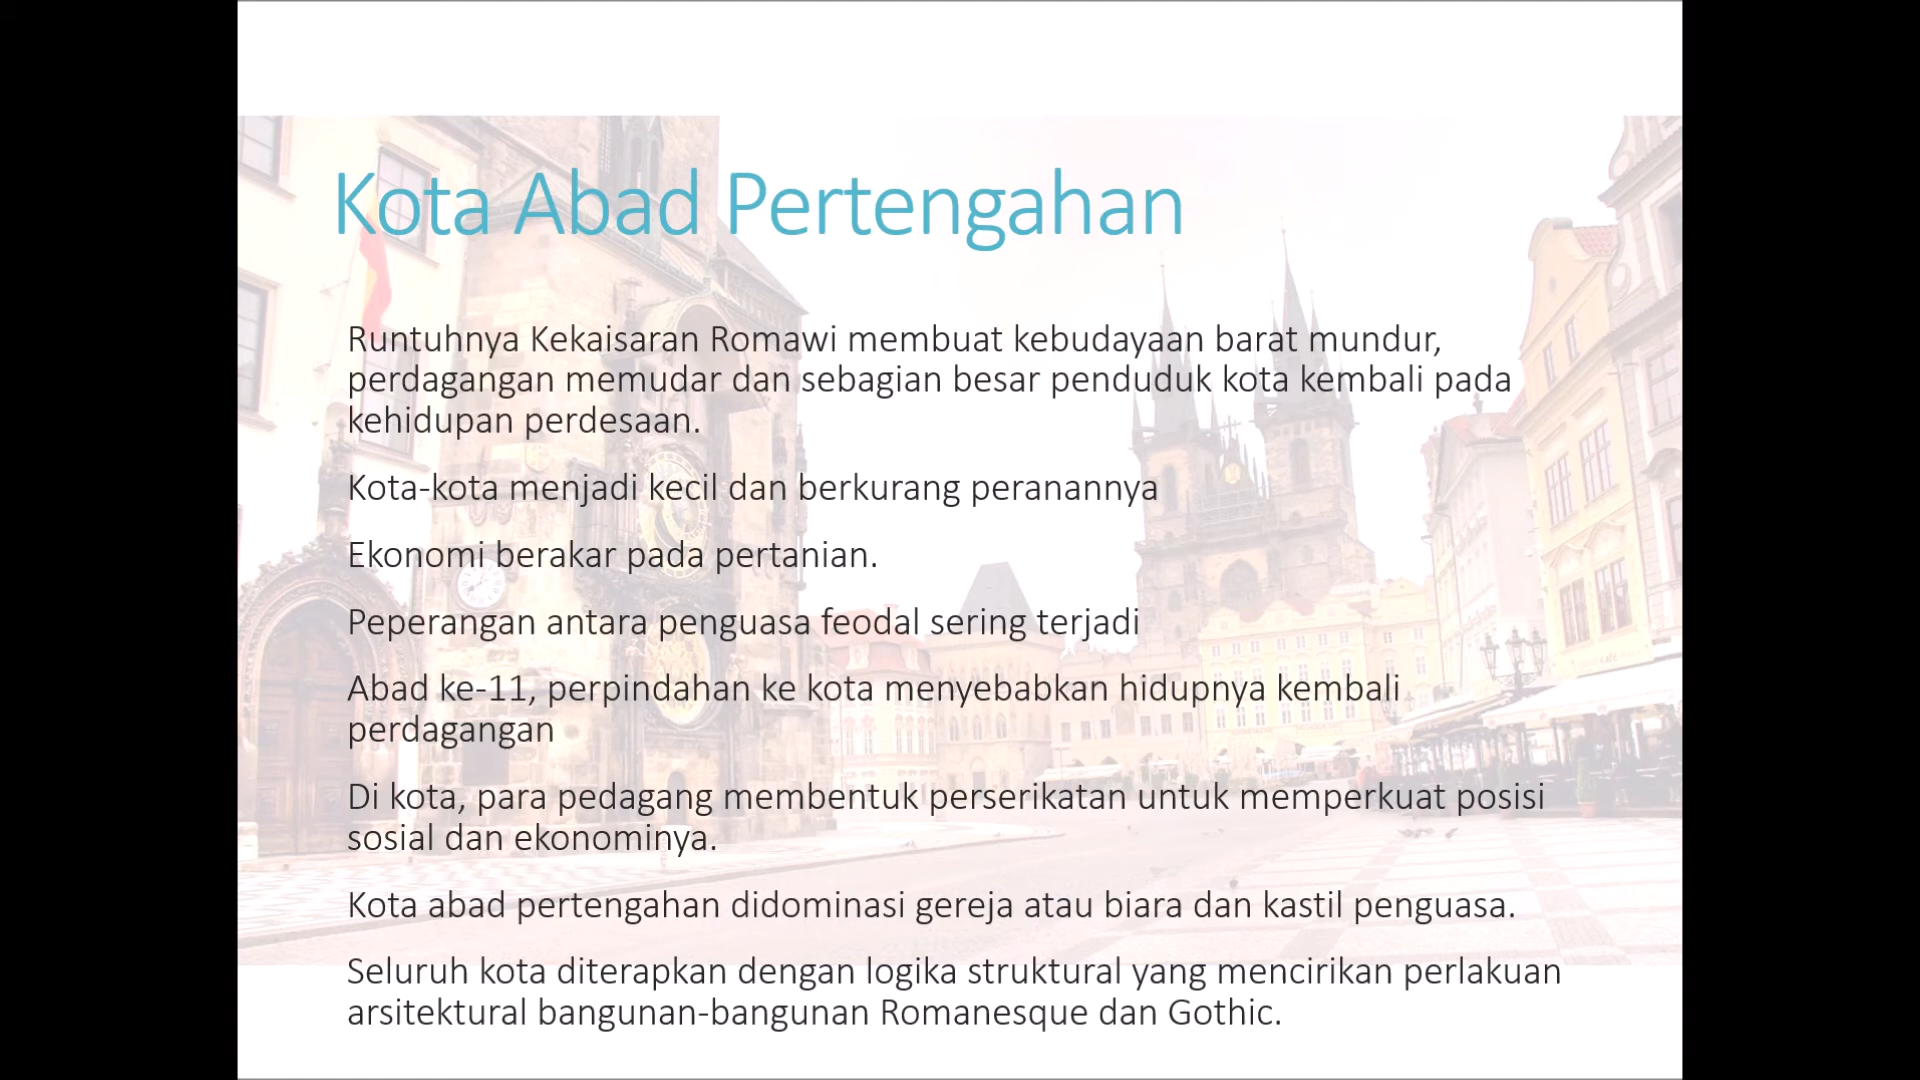 Kota Abad Pertengahan
Runtuhnya Kekaisaran Romawi membuat kebudayaan barat mundur,
perdagangan memudar dan sebagian besar penduduk kota kembali pada
kehidupan perdesaan.
Kota-kota menjadi kecil dan berkurang peranannya
Ekonomi berakar pada pertanian.
Peperangan antara penguasa feodal sering terjadi
Abad ke-11, perpindahan ke kota menyebabkan hidupnya kembali
perdagangan
Di kota, para pedagang membentuk perserikatan untuk memperkuat posisi
sosial dan ekonominya.
Kota abad pertengahan didominasi gereja atau biara dan kastil penguasa.
Seluruh kota diterapkan dengan logika struktural yang mencirikan perlakuan
arsitektural bangunan-bangunan Romanesque dan Gothic.